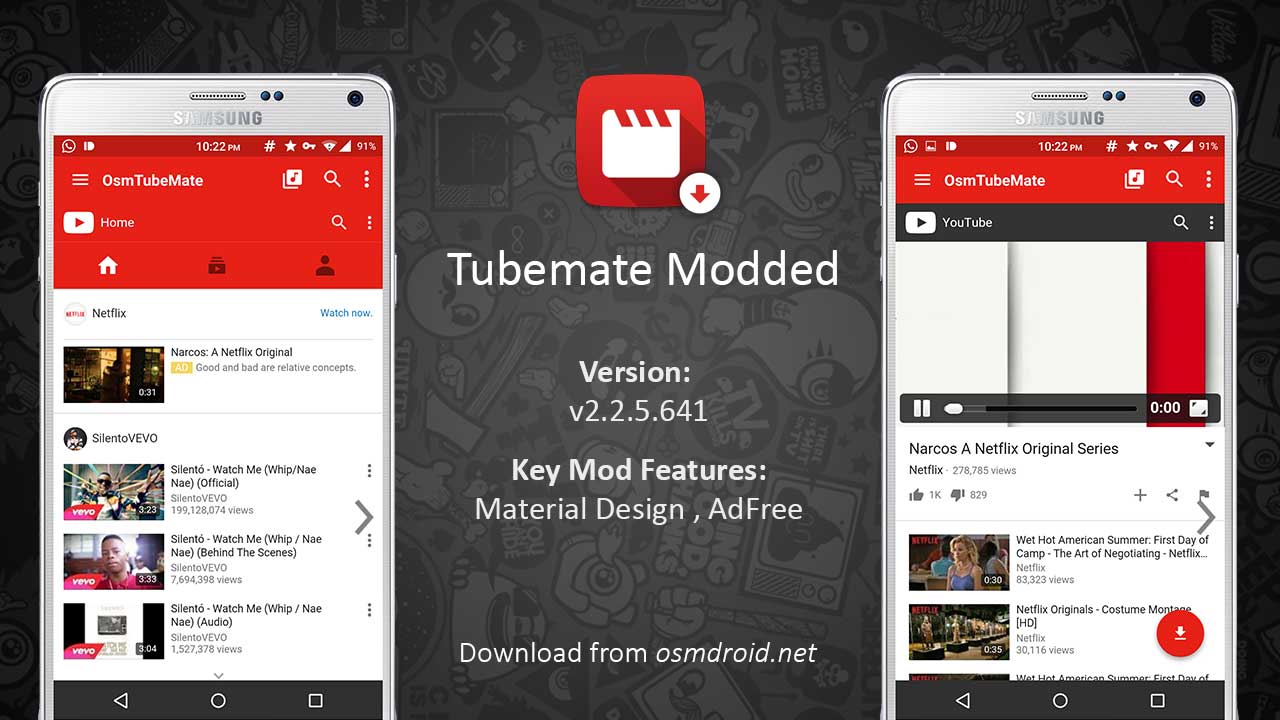 SAMSUNG
10:22 PM
91%
OsmTubeMate
Home
Netflix
Watch now.
NETFLIX
Narcos: A Netflix Original
AD Good and bad are relative concepts.
0:31
SilentoVEVO
Silentó - Watch Me (Whip/Nae
Nae) (Official)
SilentoVEVO
199,128,074 views
vevo
3:23
Silentó - Watch Me (Whip / Nae
Nae) (Behind The Scenes)
SilentoVEVO
7,694,398 views
vevo
3:33
Silentó - Watch Me (Whip / Nae
Nae) (Audio)
SilentoVEVO
1,527,378 views
vevo
3:04
Tubemate Modded
Version:
v2.2.5.641
Key Mod Features:
Material Design , AdFree
Download from osmdroid.net
SAMSUNG
10:22 PM
91%
OsmTubeMate
YouTube
0:00
Narcos A Netflix Original Series
Netflix · 278,785 views
1K
829
NETFLIX
0:30
Wet Hot American Summer: First Day of
Camp - The Art of Negotiating - Netflix...
Netflix
83,323 views
NETFLIX
0:35
Netflix Originals - Costume Montage
[HD]
Netflix
30,116 views
NETFLIX
Wet Hot American Summer: First Day of